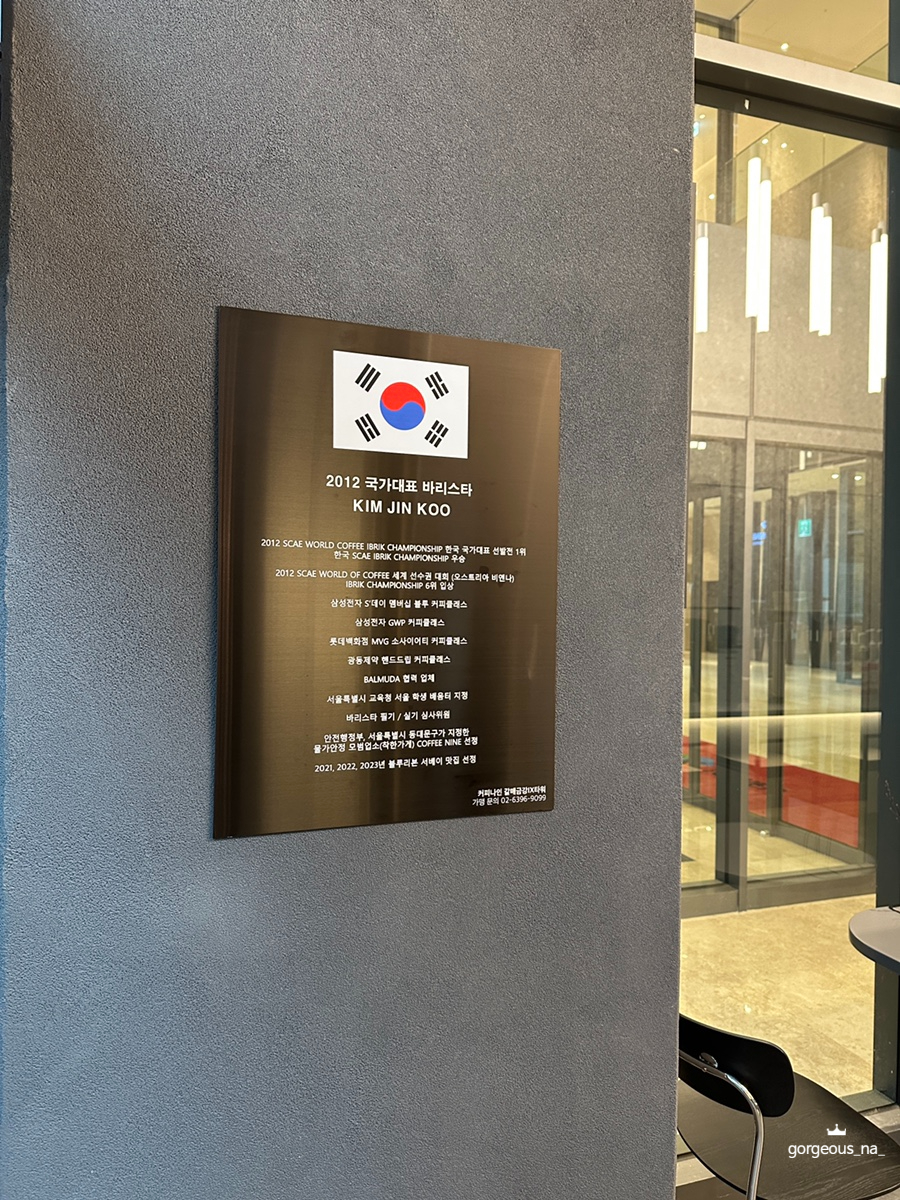 2012 국가대표 바리스타
KIM JIN KOO
2012 SCAE WORLD COFFEE IBRIK CHAMPIONSHIP 한국 국가대표 선발전 1위
한국 SCAE IBRIK CHAMPIONSHIP 우승
2012 SCAE WORLD OF COFFEE 세계 선수권 대회 (오스트리아 비엔나)
IBRIK CHAMPIONSHIP 6위 입상
삼성전자 S'데이 멤버십 블루 커피클래스
삼성전자 GWP 커피클래스
롯데백화점 MVG 소사이어티 커피클래스
광동제약 핸드드립 커피클래스
BALMUDA 협력 업체
서울특별시 교육청 서울 학생 배움터 지정
바리스타 필기 / 실기 심사위원
안전행정부, 서울특별시 동대문구가 지정한
물가안정 모범업소(착한가게) COFFEE NINE 선정
2021, 2022, 2023년 블루리본 서베이 맛집 선정
커피나인 갈매금강IX타워
가맹 문의 02-6396-9099
gorgeous_na_